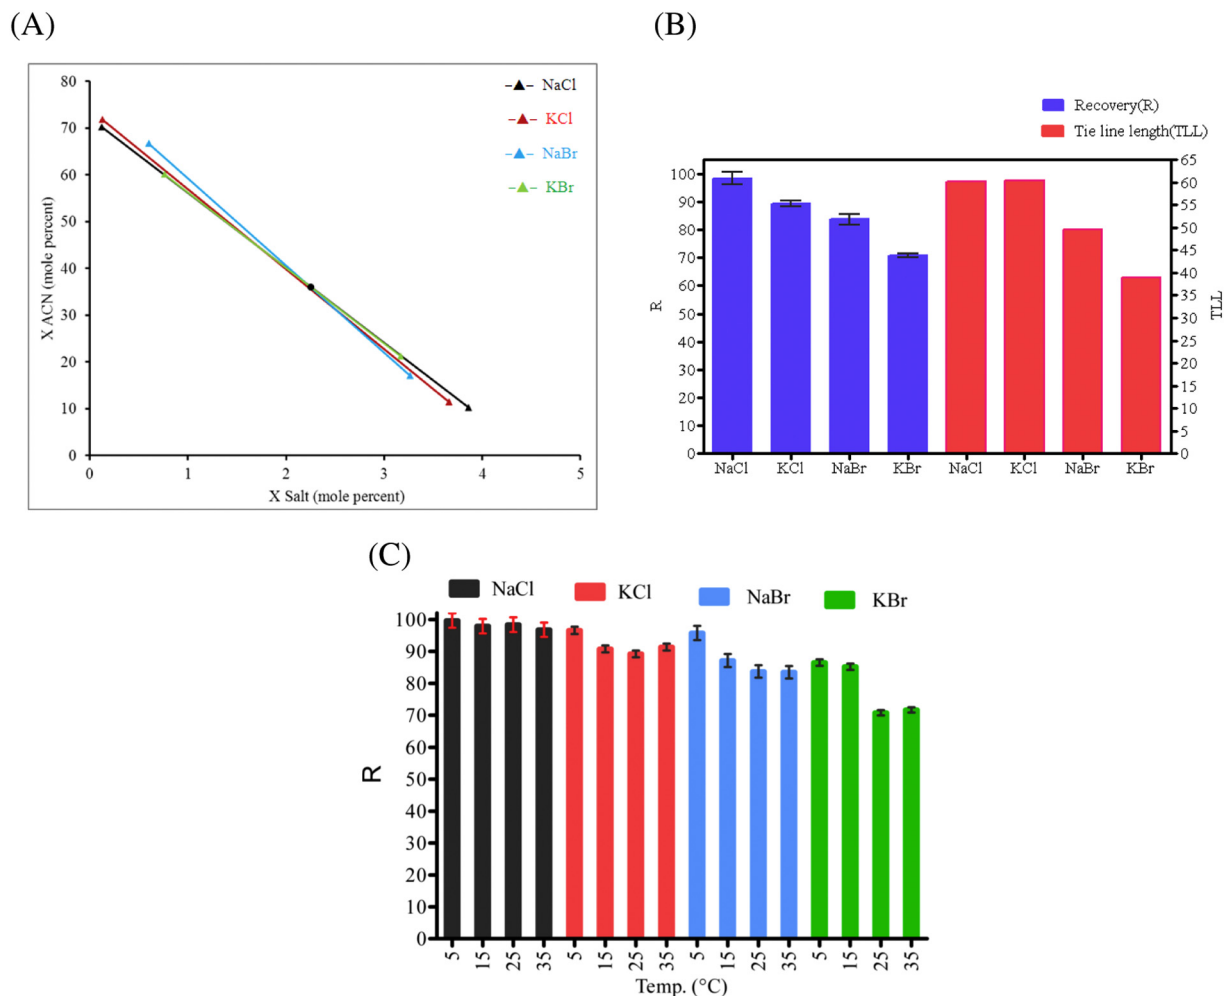 (A)
80
70
60
50
40
30
20
10
0
X ACN (mole percent)
0 1 2 3 4 5
X Salt (mole percent)
NaCl
KCl
NaBr
KBr
(B)
Recovery(R)
Tie line length(TLL)
100
90
80
70
60
50
40
30
20
10
0
R
65
60
55
50
45
40
35
30
25
20
15
10
5
0
TLL
NaCl KCl NaBr KBr NaCl KCl NaBr KBr
(C)
NaCl KCl NaBr KBr
100
90
80
70
60
50
40
30
20
10
0
R
5 15 25 35 5 15 25 35 5 15 25 35 5 15 25 35
Temp. (°C)